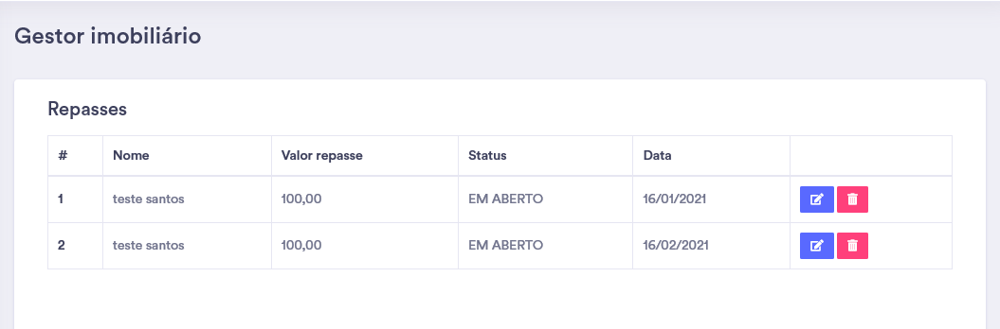 Gestor imobiliário
Repasses
# Nome Valor repasse Status Data
1 teste santos 100,00 EM ABERTO 16/01/2021
2 teste santos 100,00 EM ABERTO 16/02/2021